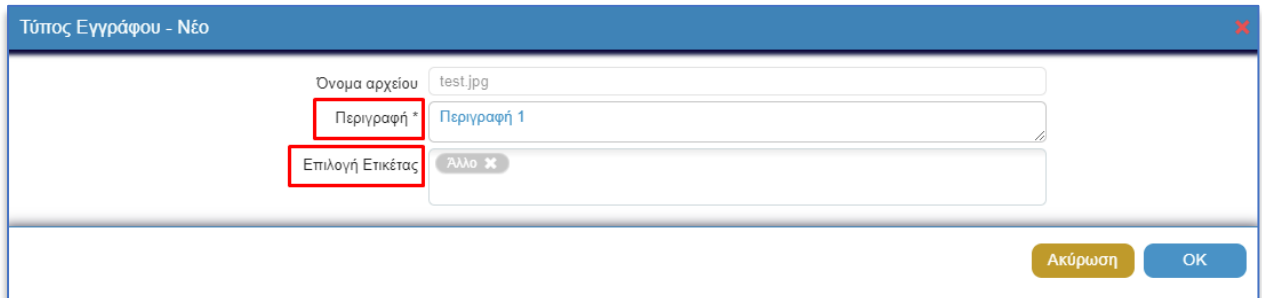 Τύπος Εγγράφου - Νέο
Όνομα αρχείου test.jpg
Περιγραφή * Περιγραφή 1
Επιλογή Ετικέτας Άλλο
Ακύρωση OK